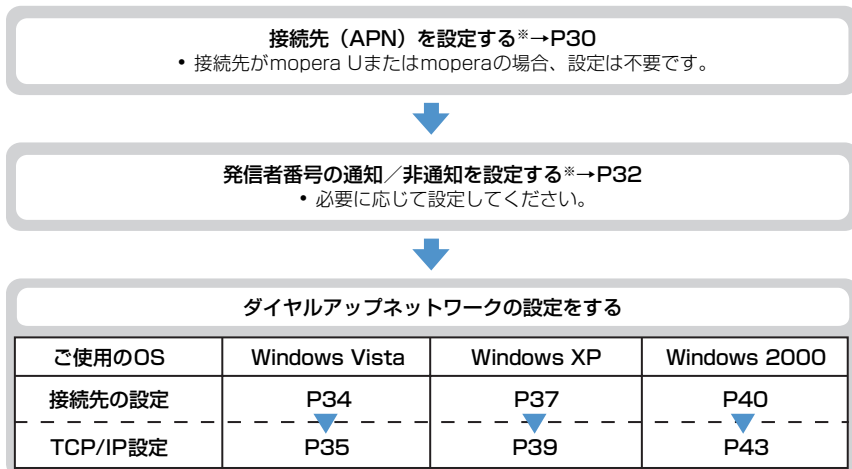 接続先（APN）を設定する※→P30
• 接続先がmopera Uまたはmoperaの場合、設定は不要です。
発信者番号の通知／非通知を設定する※→P32
• 必要に応じて設定してください。
ダイヤルアップネットワークの設定をする
ご使用のOS Windows Vista Windows XP Windows 2000
接続先の設定 P34 P37 P40
TCP/IP設定 P35 P39 P43